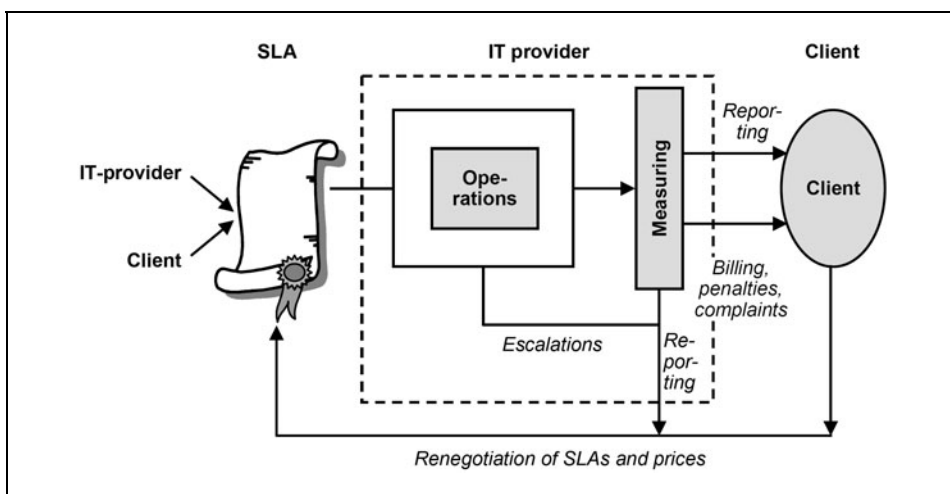 SLA
IT provider
Client
IT-provider
Client
Ope-
rations
Measuring
Repor-
ting
Client
Billing,
penalties,
complaints
Escalations
Re-
por-
ting
Renegotiation of SLAs and prices